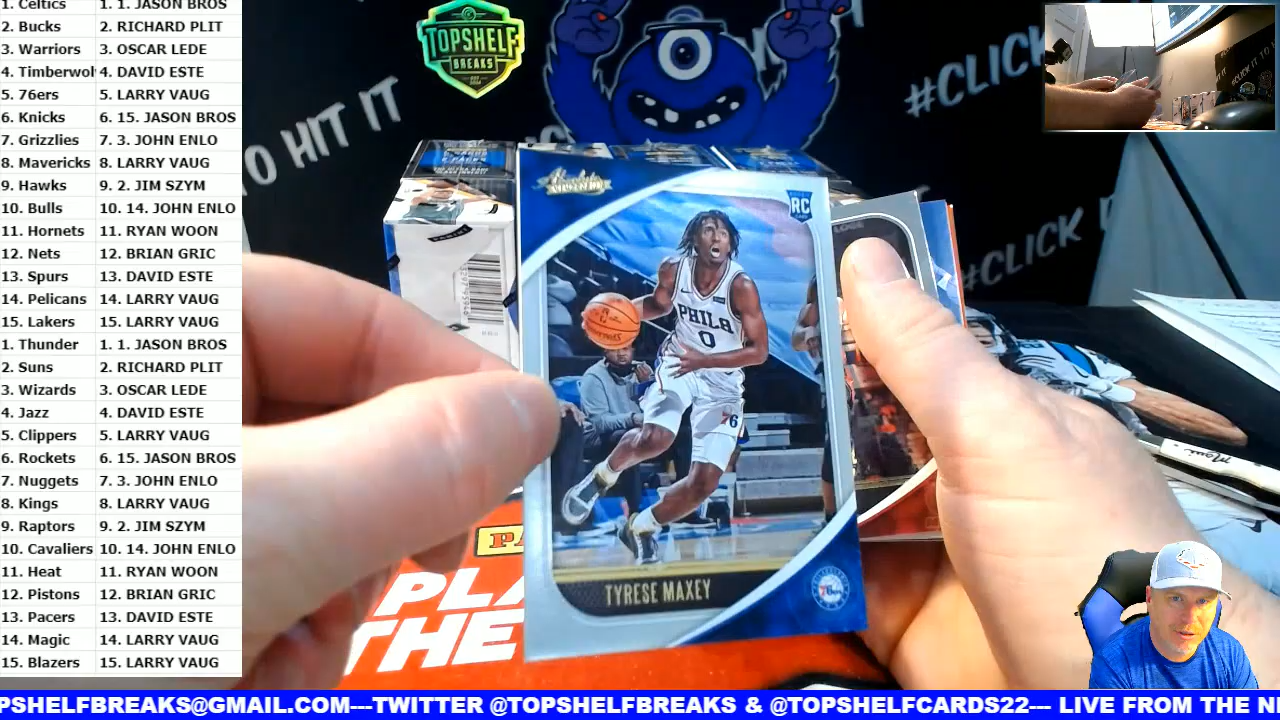 1. Celtics 1. 1. JASON BROS
2. Bucks 2. RICHARD PLIT
3. Warriors 3. OSCAR LEDE
4. Timberwol 4. DAVID ESTE
5. 76ers 5. LARRY VAUG
6. Knicks 6. 15. JASON BROS
7. Grizzlies 7. 3. JOHN ENLO
8. Mavericks 8. LARRY VAUG
9. Hawks 9. 2. JIM SZYM
10. Bulls 10. 14. JOHN ENLO
11. Hornets 11. RYAN WOON
12. Nets 12. BRIAN GRIC
13. Spurs 13. DAVID ESTE
14. Pelicans 14. LARRY VAUG
15. Lakers 15. LARRY VAUG
1. Thunder 1. 1. JASON BROS
2. Suns 2. RICHARD PLIT
3. Wizards 3. OSCAR LEDE
4. Jazz 4. DAVID ESTE
5. Clippers 5. LARRY VAUG
6. Rockets 6. 15. JASON BROS
7. Nuggets 7. 3. JOHN ENLO
8. Kings 8. LARRY VAUG
9. Raptors 9. 2. JIM SZYM
10. Cavaliers 10. 14. JOHN ENLO
11. Heat 11. RYAN WOON
12. Pistons 12. BRIAN GRIC
13. Pacers 13. DAVID ESTE
14. Magic 14. LARRY VAUG
15. Blazers 15. LARRY VAUG
TOPSHELF
BREAKS
TO HIT IT
#CLICK
CLICK
Absolute
RC
PHILA
0
76
TYRESE MAXEY
76ers
PA
PLA
THE
PSHELFBREAKS@GMAIL.COM---TWITTER @TOPSHELFBREAKS & @TOPSHELFCARDS22--- LIVE FROM THE N